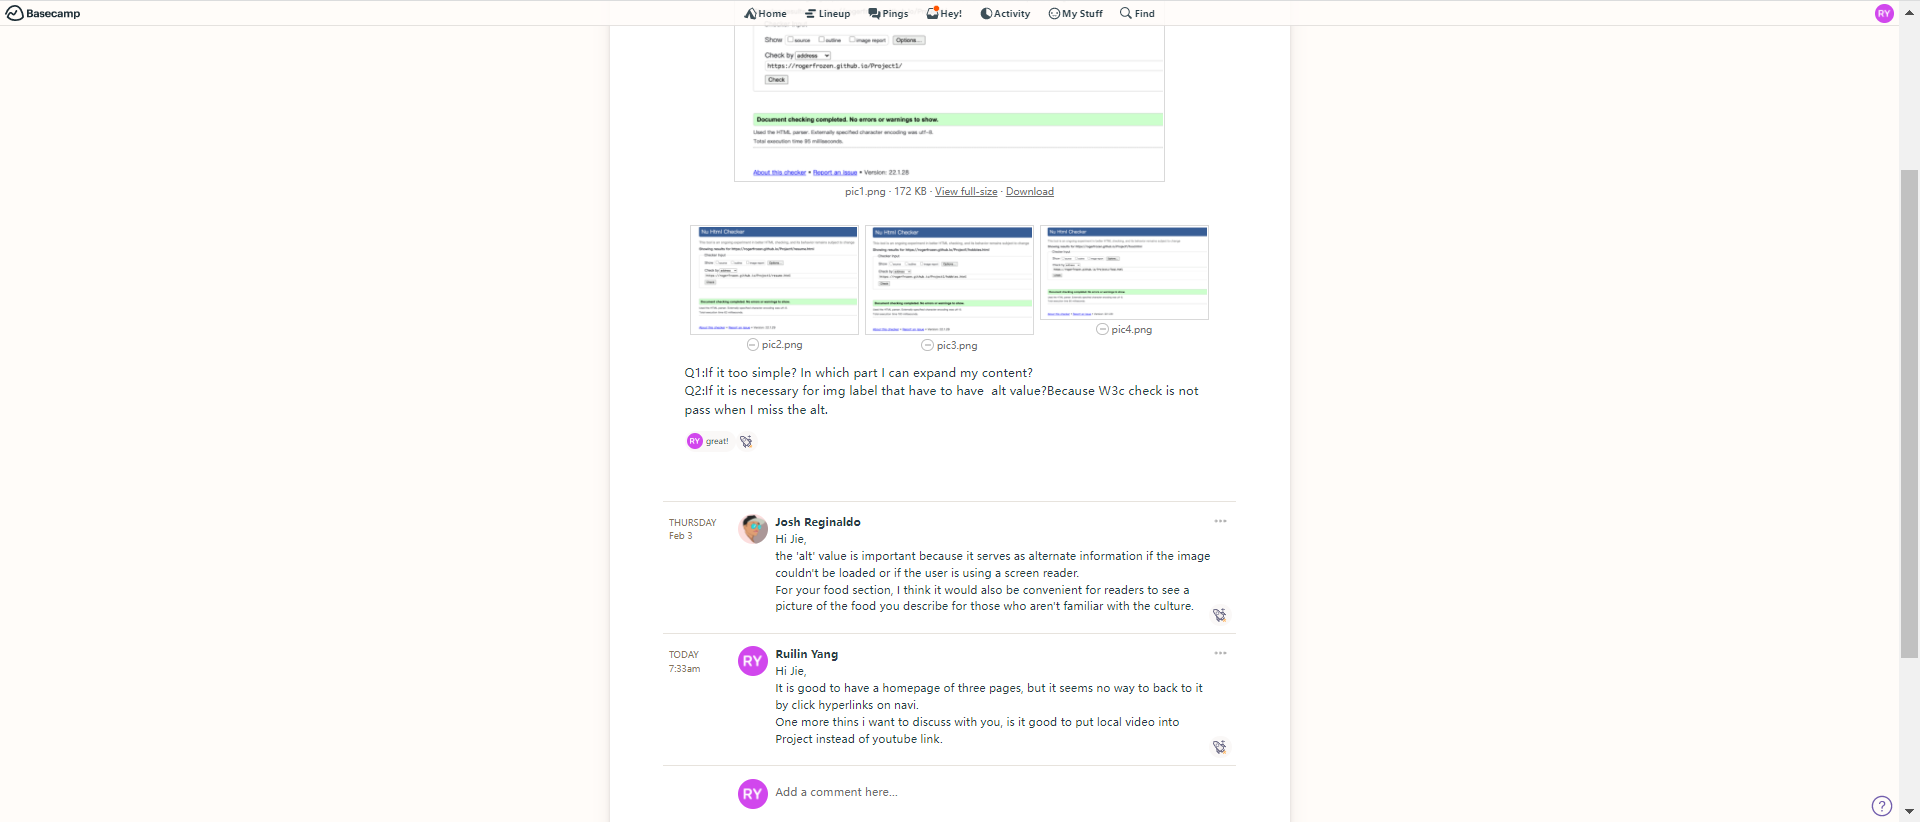 Basecamp
Home Lineup Pings Hey! Activity My Stuff Find
RY
Show source outline image report Options...
Check by address
https://rogerfrozen.github.io/Project1/
Check
Document checking completed. No errors or warnings to show.
Used the HTML parser. Externally specified character encoding was utf-8.
Total execution time 95 milliseconds.
About this checker • Report an issue • Version: 22.1.28
pic1.png · 172 KB · View full-size · Download
Nu Html Checker
Nu Html Checker
Nu Html Checker
pic2.png
pic3.png
pic4.png
Q1:If it too simple? In which part I can expand my content?
Q2:If it is necessary for img label that have to have  alt value?Because W3c check is not
pass when I miss the alt.
RY great!
THURSDAY
Feb 3
Josh Reginaldo
Hi Jie,
the 'alt' value is important because it serves as alternate information if the image
couldn't be loaded or if the user is using a screen reader.
For your food section, I think it would also be convenient for readers to see a
picture of the food you describe for those who aren't familiar with the culture.
TODAY
7:33am
RY
Ruilin Yang
Hi Jie,
It is good to have a homepage of three pages, but it seems no way to back to it
by click hyperlinks on navi.
One more thins i want to discuss with you, is it good to put local video into
Project instead of youtube link.
RY
Add a comment here...
?